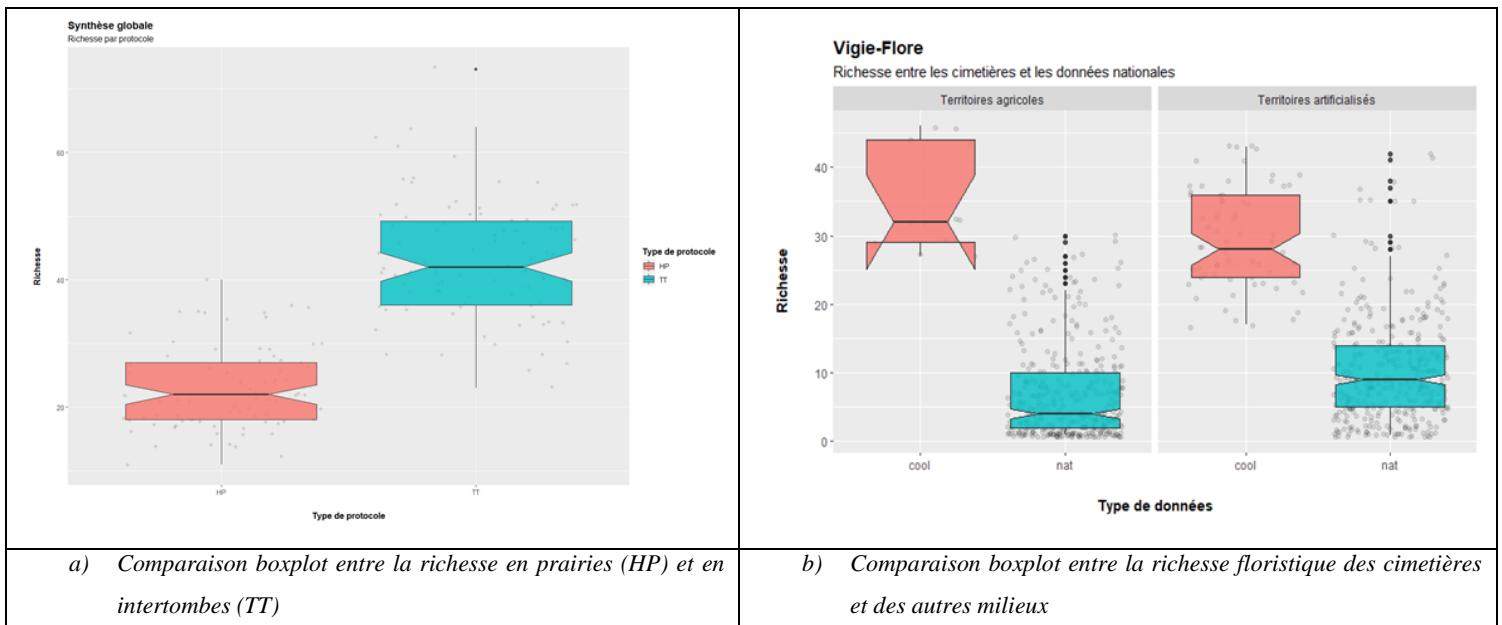 Synthèse globale
Richesse par protocole
60
40
20
Richesse
HP
TT
Type de protocole
Type de protocole
HP
TT
a) Comparaison boxplot entre la richesse en prairies (HP) et en
intertombes (TT)
Vigie-Flore
Richesse entre les cimetières et les données nationales
Territoires agricoles
Territoires artificialisés
40
30
20
10
0
Richesse
cool
nat
cool
nat
Type de données
b) Comparaison boxplot entre la richesse floristique des cimetières
et des autres milieux